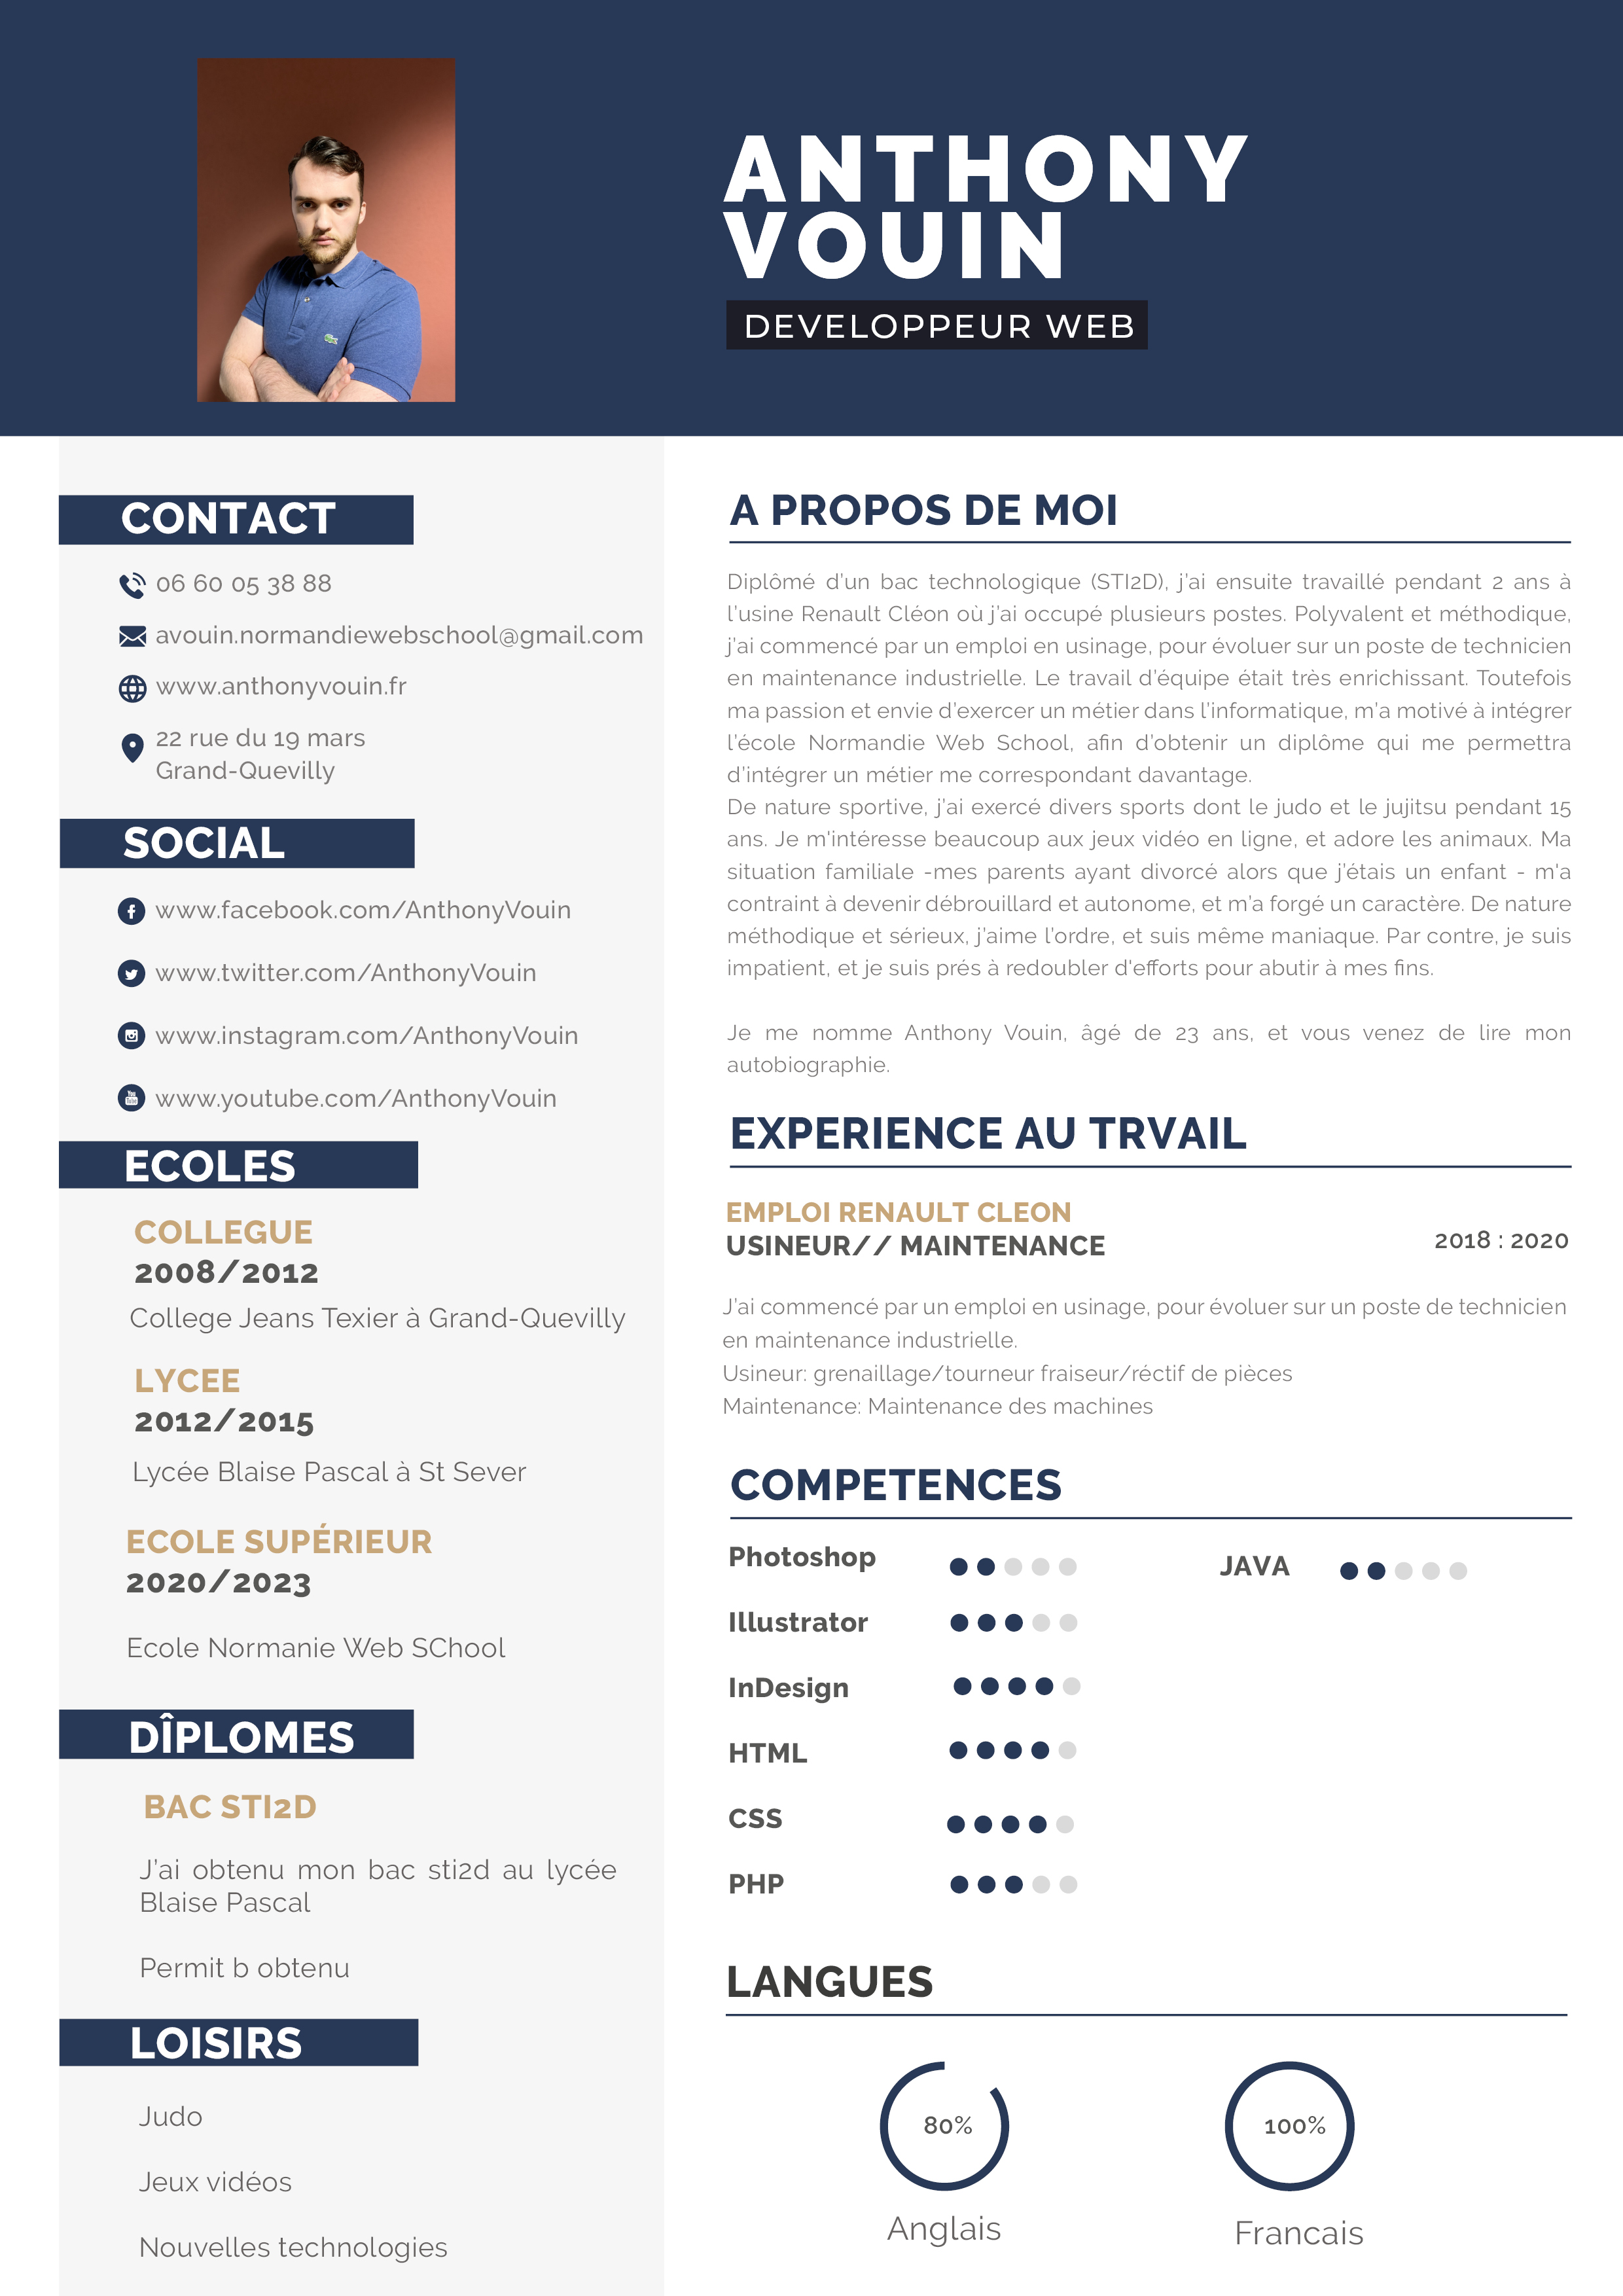 ANTHONY
VOUIN
DEVELOPPEUR WEB
CONTACT
06 60 05 38 88
avouin.normandiewebschool@gmail.com
www.anthonyvouin.fr
22 rue du 19 mars
Grand-Quevilly
SOCIAL
www.facebook.com/AnthonyVouin
www.twitter.com/AnthonyVouin
www.instagram.com/AnthonyVouin
www.youtube.com/AnthonyVouin
ECOLES
COLLEGUE
2008/2012
College Jeans Texier à Grand-Quevilly
LYCEE
2012/2015
Lycée Blaise Pascal à St Sever
ECOLE SUPÉRIEUR
2020/2023
Ecole Normanie Web SChool
DÎPLOMES
BAC STI2D
J'ai obtenu mon bac sti2d au lycée
Blaise Pascal
Permit b obtenu
LOISIRS
Judo
Jeux vidéos
Nouvelles technologies
A PROPOS DE MOI
Diplômé d'un bac technologique (STI2D), j'ai ensuite travaillé pendant 2 ans à
l'usine Renault Cléon où j'ai occupé plusieurs postes. Polyvalent et méthodique,
j'ai commencé par un emploi en usinage, pour évoluer sur un poste de technicien
en maintenance industrielle. Le travail d'équipe était très enrichissant. Toutefois
ma passion et envie d'exercer un métier dans l'informatique, m'a motivé à intégrer
l'école Normandie Web School, afin d'obtenir un diplôme qui me permettra
d'intégrer un métier me correspondant davantage.
De nature sportive, j'ai exercé divers sports dont le judo et le jujitsu pendant 15
ans. Je m'intéresse beaucoup aux jeux vidéo en ligne, et adore les animaux. Ma
situation familiale -mes parents ayant divorcé alors que j'étais un enfant - m'a
contraint à devenir débrouillard et autonome, et m'a forgé un caractère. De nature
méthodique et sérieux, j'aime l'ordre, et suis même maniaque. Par contre, je suis
impatient, et je suis prés à redoubler d'efforts pour abutir à mes fins.
Je me nomme Anthony Vouin, âgé de 23 ans, et vous venez de lire mon
autobiographie.
EXPERIENCE AU TRVAIL
EMPLOI RENAULT CLEON
USINEUR// MAINTENANCE
2018 : 2020
J'ai commencé par un emploi en usinage, pour évoluer sur un poste de technicien
en maintenance industrielle.
Usineur: grenaillage/tourneur fraiseur/réctif de pièces
Maintenance: Maintenance des machines
COMPETENCES
Photoshop
JAVA
Illustrator
InDesign
HTML
CSS
PHP
LANGUES
80%
100%
Anglais
Francais